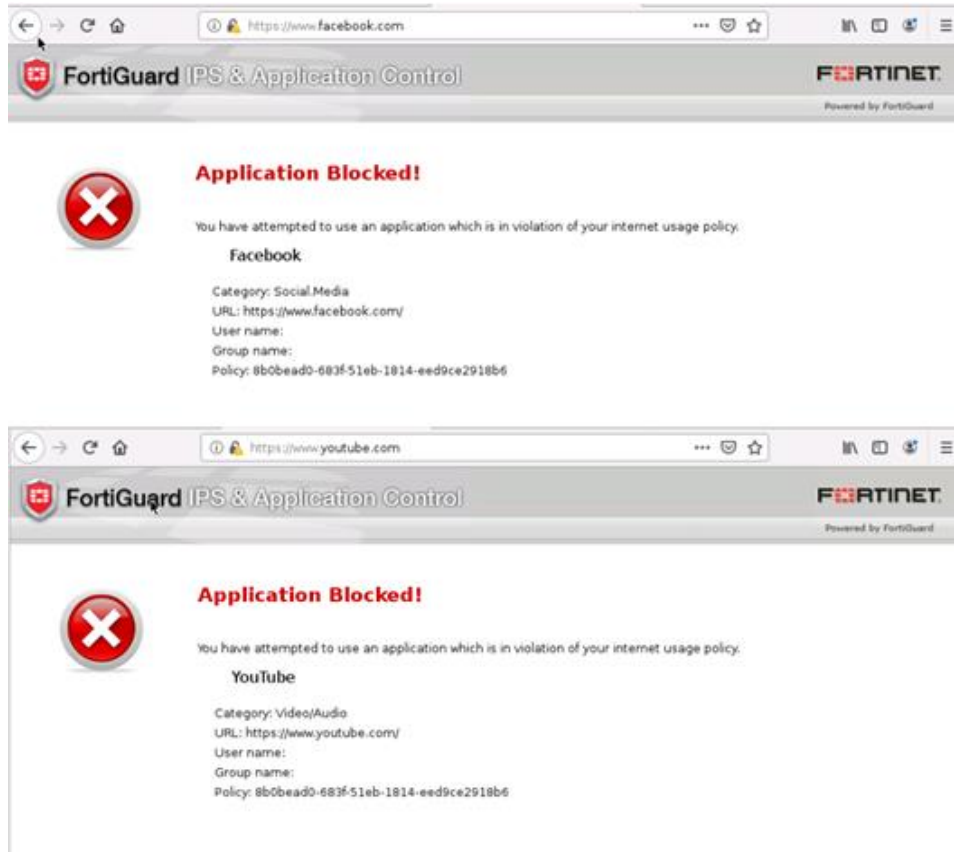 https://www.facebook.com
FortiGuard IPS & Application Control
FORTINET
Powered by FortiGuard
Application Blocked!
You have attempted to use an application which is in violation of your internet usage policy.
Facebook
Category: Social.Media
URL: https://www.facebook.com/
User name:
Group name:
Policy: 8b0bead0-683f-51eb-1814-eed9ce2918b6
https://www.youtube.com
FortiGuard IPS & Application Control
FORTINET
Powered by FortiGuard
Application Blocked!
You have attempted to use an application which is in violation of your internet usage policy.
YouTube
Category: Video/Audio
URL: https://www.youtube.com/
User name:
Group name:
Policy: 8b0bead0-683f-51eb-1814-eed9ce2918b6